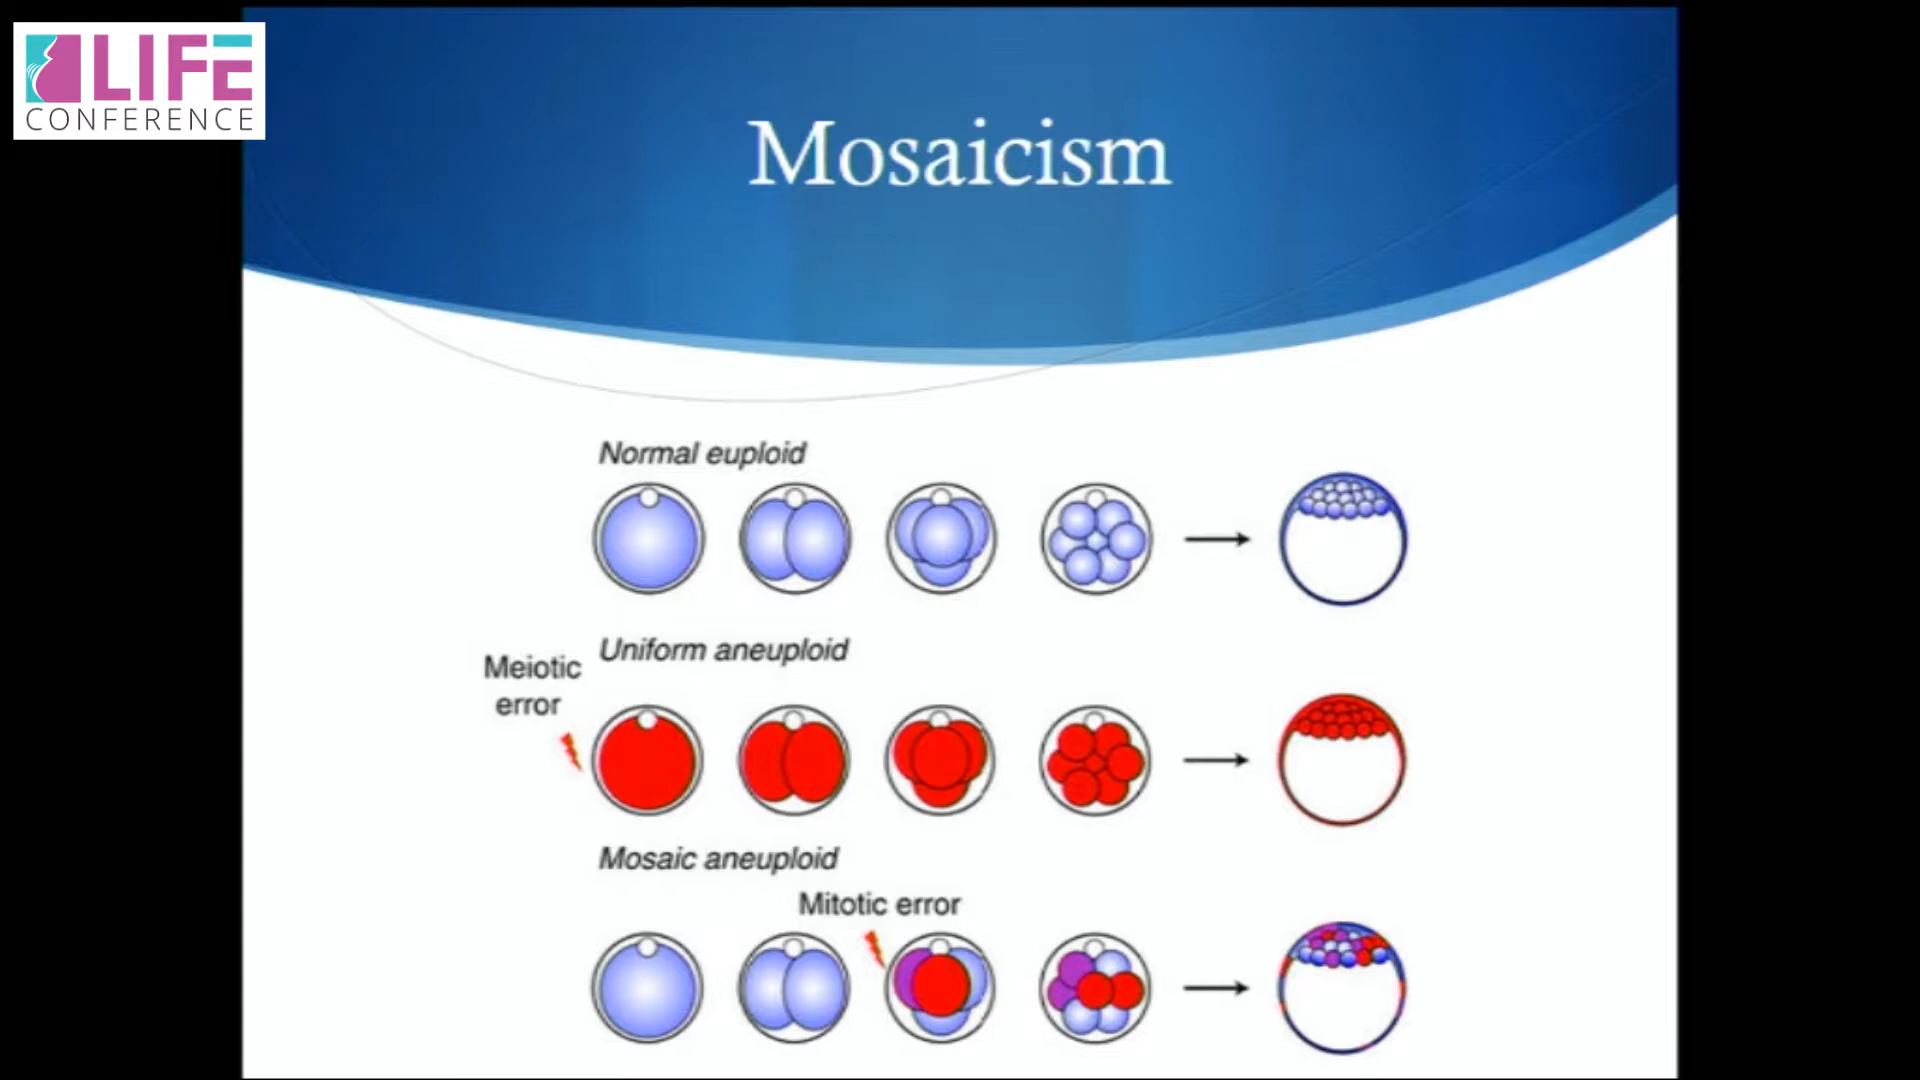 LIFE
CONFERENCE
Mosaicism
Normal euploid
Uniform aneuploid
Meiotic
error
Mosaic aneuploid
Mitotic error